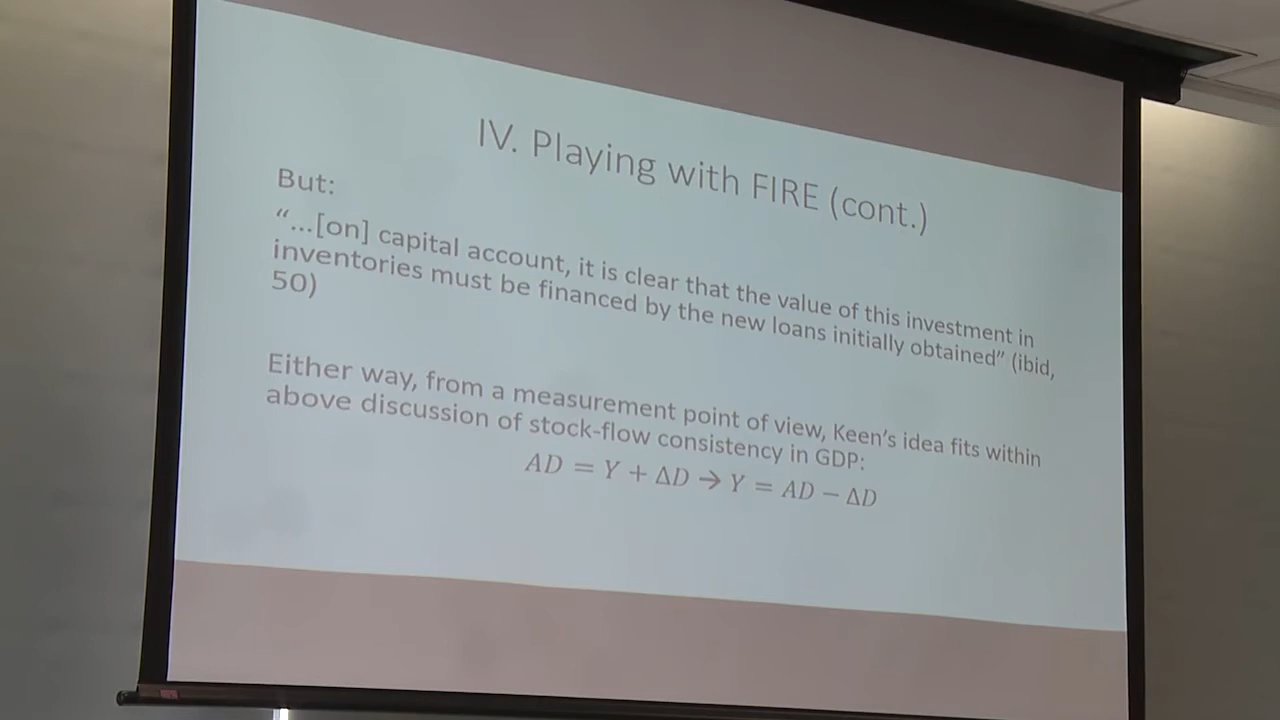 IV. Playing with FIRE (cont.)
But:
“...[on] capital account, it is clear that the value of this investment in
inventories must be financed by the new loans initially obtained” (ibid,
50)
Either way, from a measurement point of view, Keen’s idea fits within
above discussion of stock-flow consistency in GDP:
AD = Y + ΔD → Y = AD − ΔD